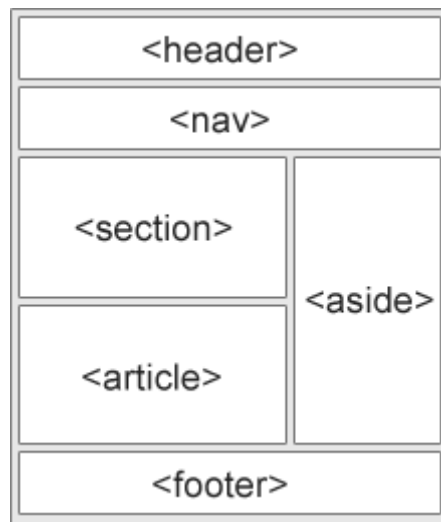 <header>
<nav>
<section>
<aside>
<article>
<footer>